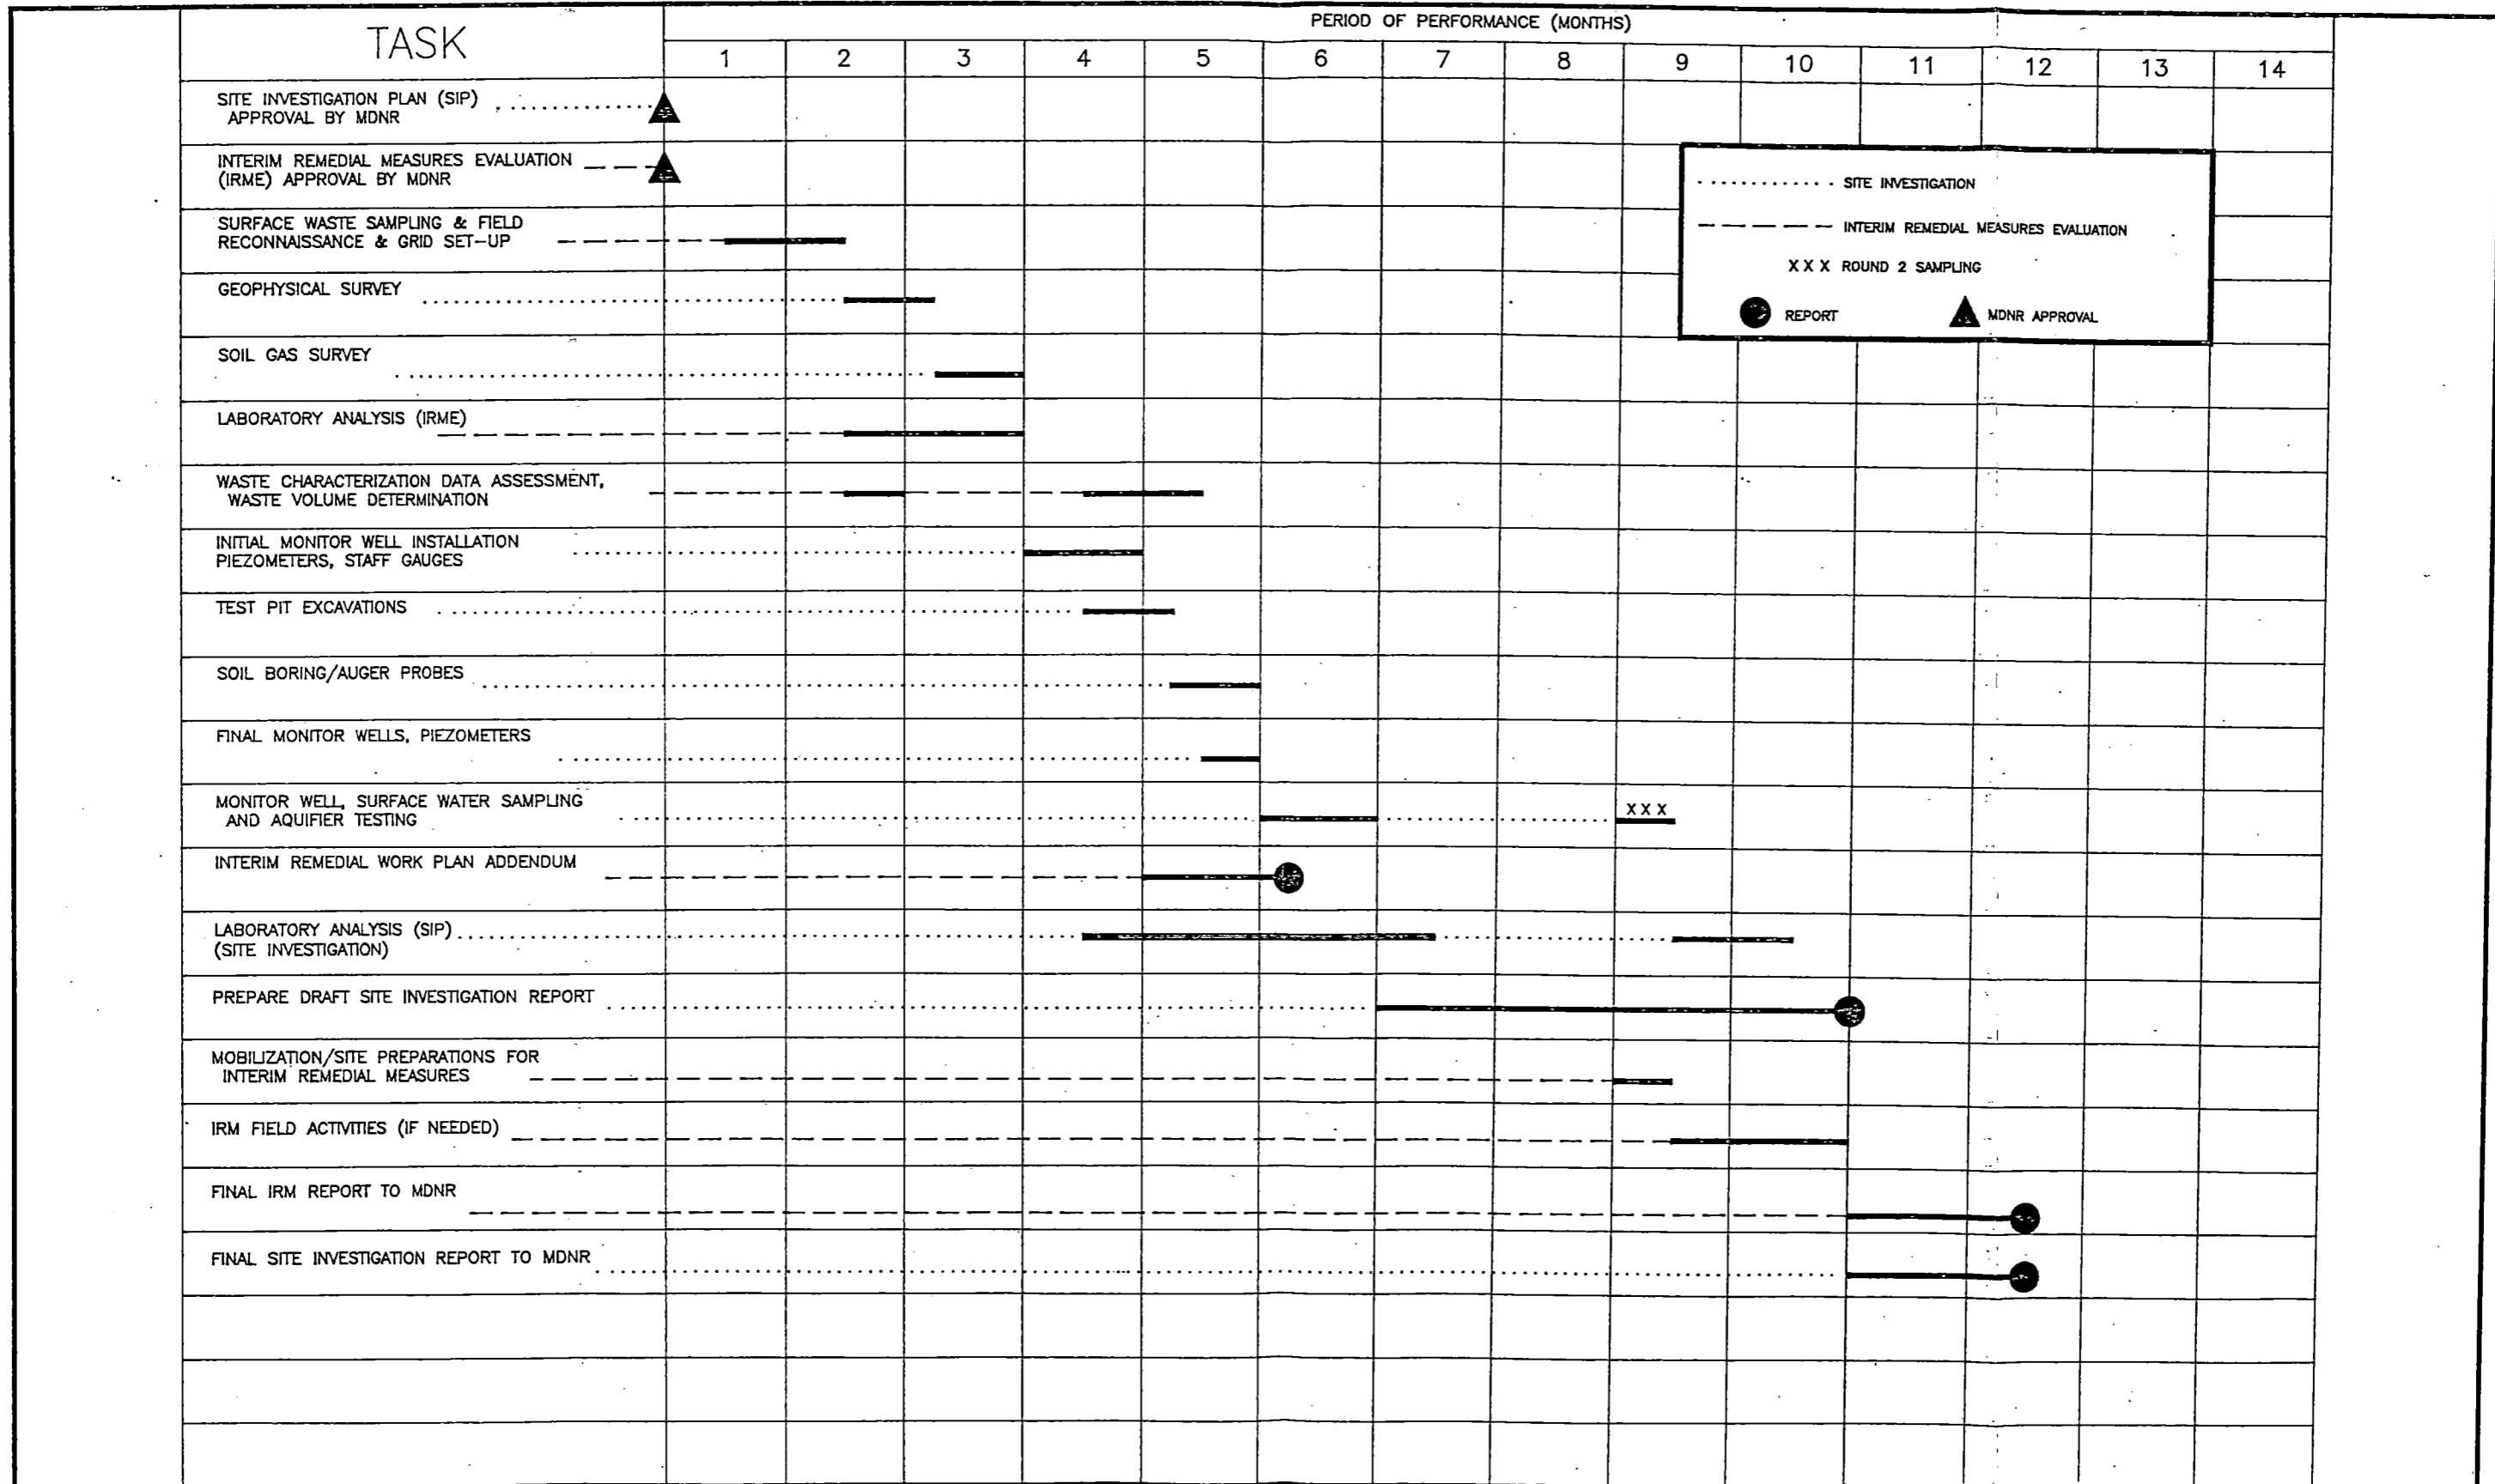 TASK
PERIOD OF PERFORMANCE (MONTHS)
1 2 3 4 5 6 7 8 9 10 11 12 13 14
SITE INVESTIGATION PLAN (SIP)
APPROVAL BY MDNR
INTERIM REMEDIAL MEASURES EVALUATION
(IRME) APPROVAL BY MDNR
SITE INVESTIGATION
INTERIM REMEDIAL MEASURES EVALUATION
XXX ROUND 2 SAMPLING
REPORT
MDNR APPROVAL
SURFACE WASTE SAMPLING & FIELD
RECONNAISSANCE & GRID SET-UP
GEOPHYSICAL SURVEY
SOIL GAS SURVEY
LABORATORY ANALYSIS (IRME)
WASTE CHARACTERIZATION DATA ASSESSMENT,
WASTE VOLUME DETERMINATION
INITIAL MONITOR WELL INSTALLATION
PIEZOMETERS, STAFF GAUGES
TEST PIT EXCAVATIONS
SOIL BORING/AUGER PROBES
FINAL MONITOR WELLS, PIEZOMETERS
MONITOR WELL, SURFACE WATER SAMPLING
AND AQUIFIER TESTING
XXX
INTERIM REMEDIAL WORK PLAN ADDENDUM
LABORATORY ANALYSIS (SIP)
(SITE INVESTIGATION)
PREPARE DRAFT SITE INVESTIGATION REPORT
MOBILIZATION/SITE PREPARATIONS FOR
INTERIM REMEDIAL MEASURES
IRM FIELD ACTIVITIES (IF NEEDED)
FINAL IRM REPORT TO MDNR
FINAL SITE INVESTIGATION REPORT TO MDNR